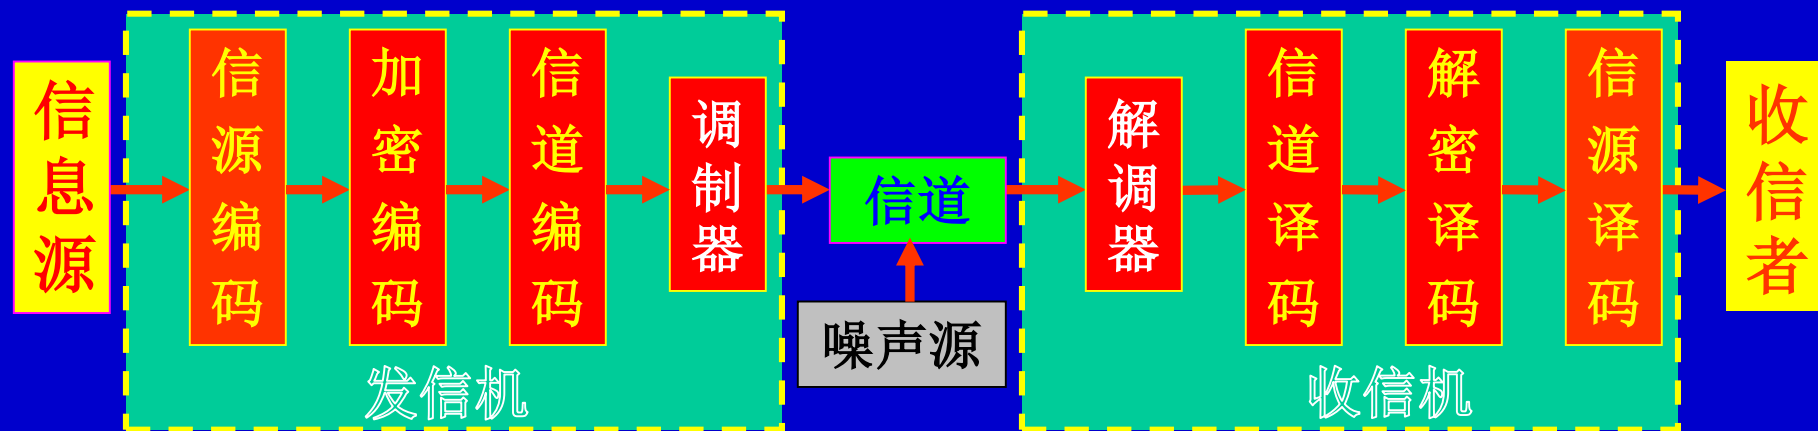 信息源
信源编码
加密编码
信道编码
调制器
发信机
信道
噪声源
解调器
信道译码
解密译码
信源译码
收信机
收信者